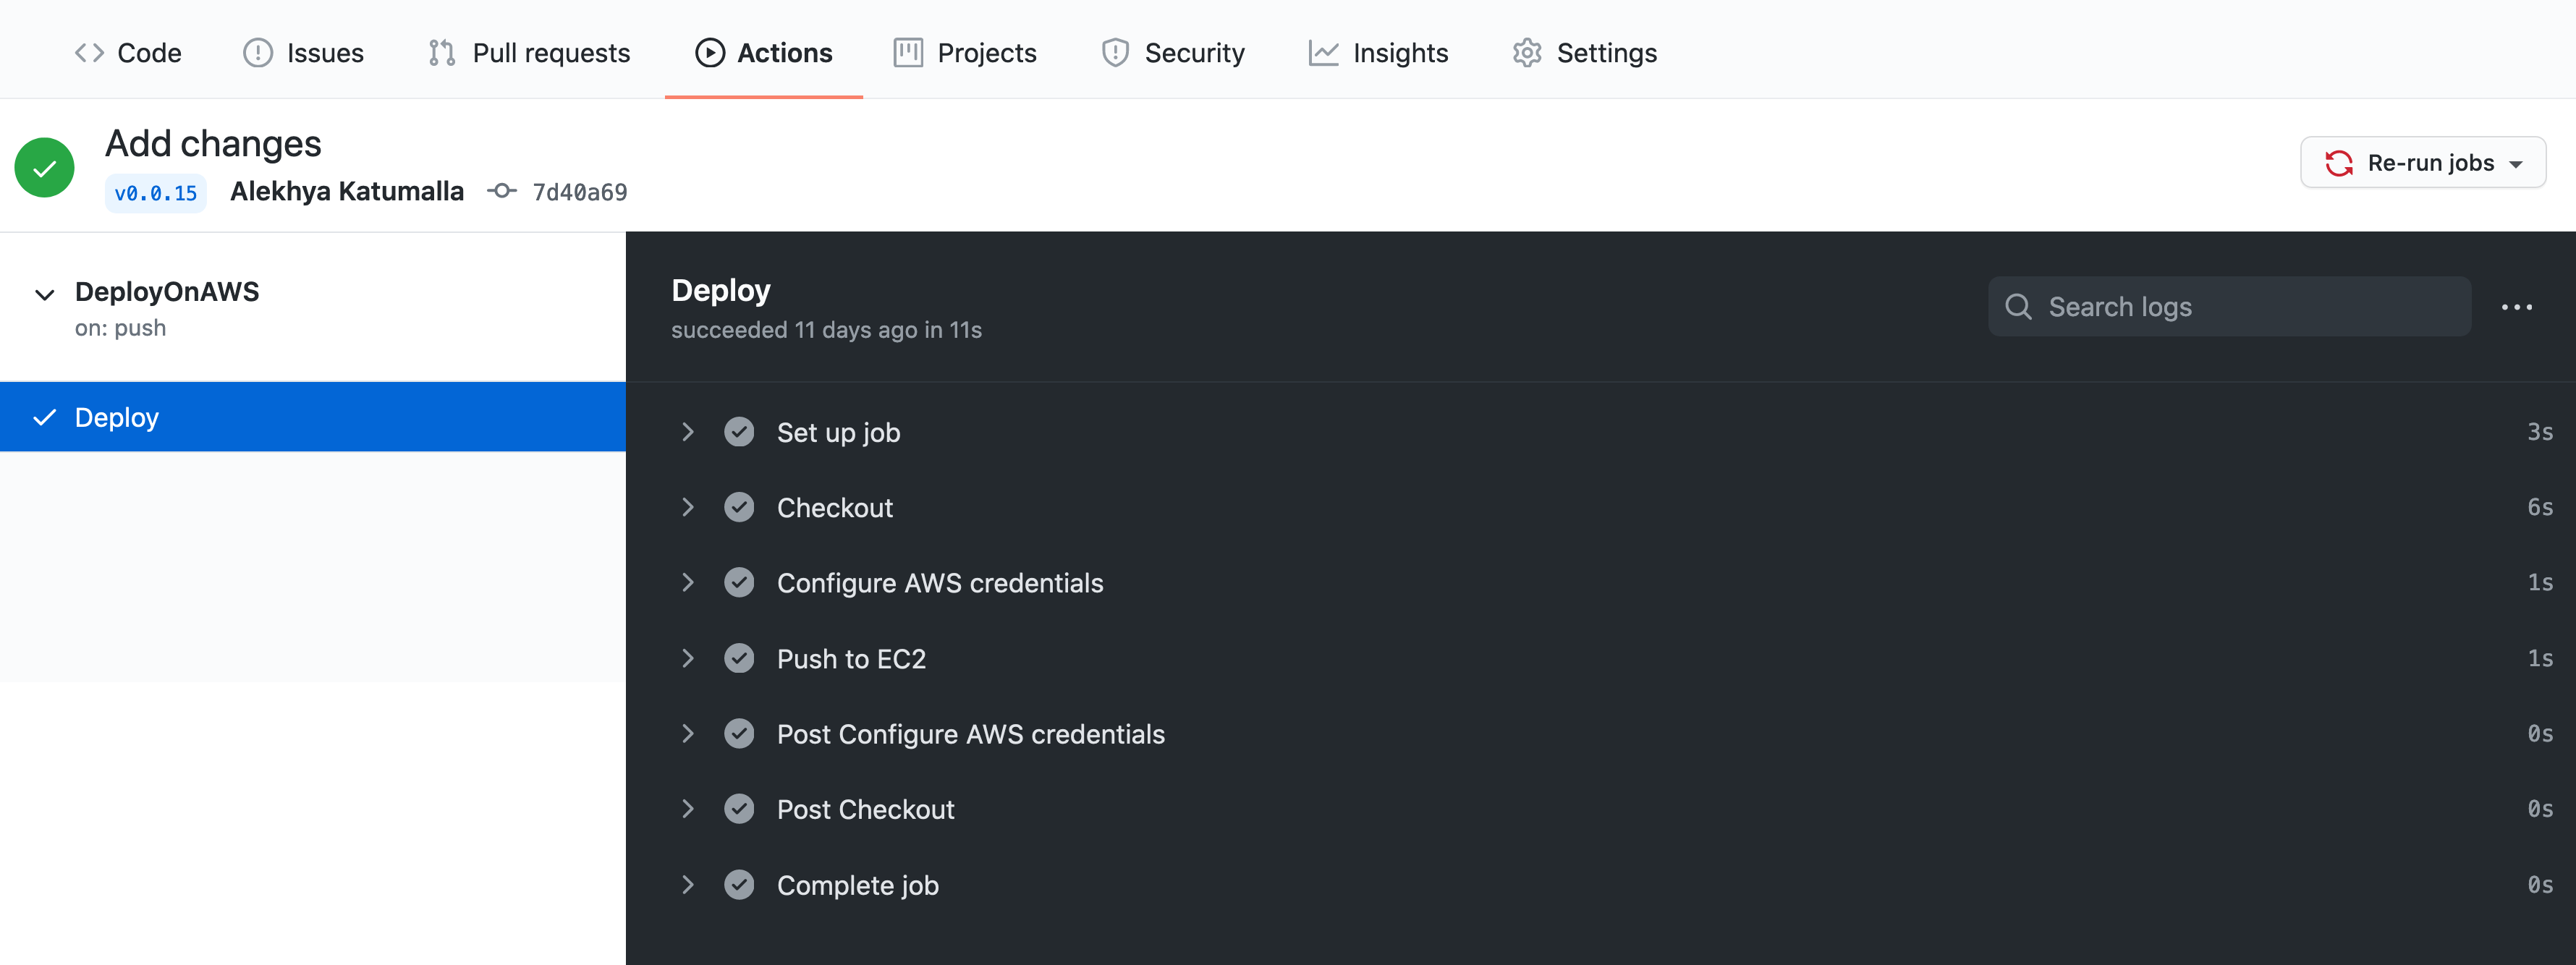 Code Issues Pull requests Actions Projects Security Insights Settings
Add changes
v0.0.15 Alekhya Katumalla 7d40a69
Re-run jobs
DeployOnAWS
on: push
Deploy
Deploy
succeeded 11 days ago in 11s
Search logs
Set up job 3s
Checkout 6s
Configure AWS credentials 1s
Push to EC2 1s
Post Configure AWS credentials 0s
Post Checkout 0s
Complete job 0s